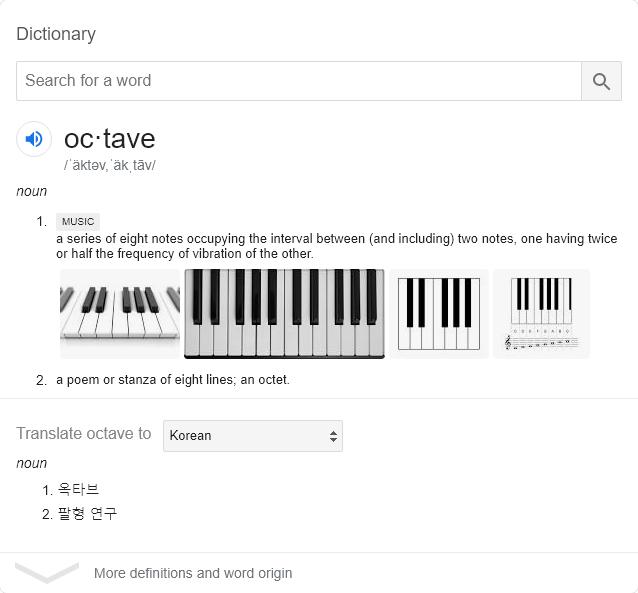 Dictionary
Search for a word
oc·tave
/ˈäktəv,ˈäkˌtāv/
noun
1. MUSIC
a series of eight notes occupying the interval between (and including) two notes, one having twice
or half the frequency of vibration of the other.
2. a poem or stanza of eight lines; an octet.
Translate octave to Korean
noun
1. 옥타브
2. 팔형 연구
More definitions and word origin